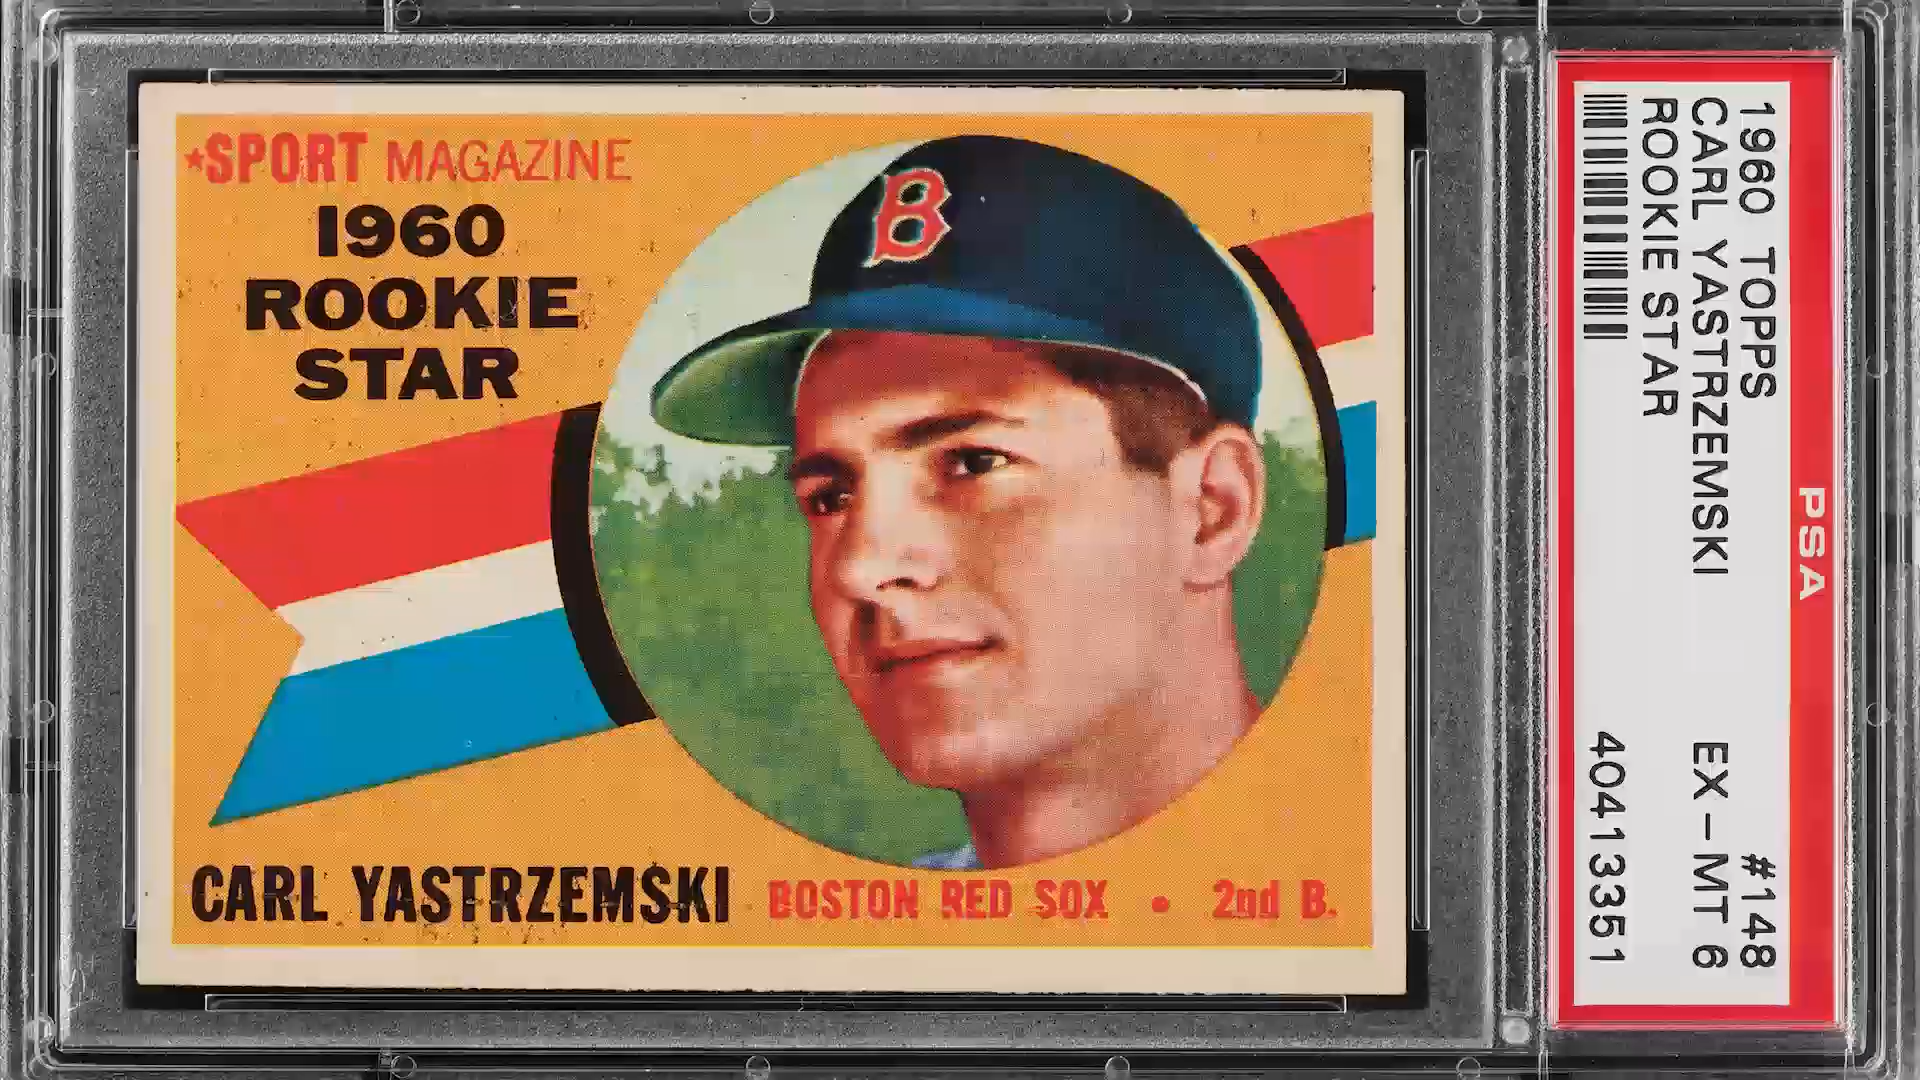 ★SPORT MAGAZINE
1960
ROOKIE
STAR
B
CARL YASTRZEMSKI BOSTON RED SOX • 2nd B.
PSA
1960 TOPPS #148
CARL YASTRZEMSKI EX-MT 6
ROOKIE STAR
40413351